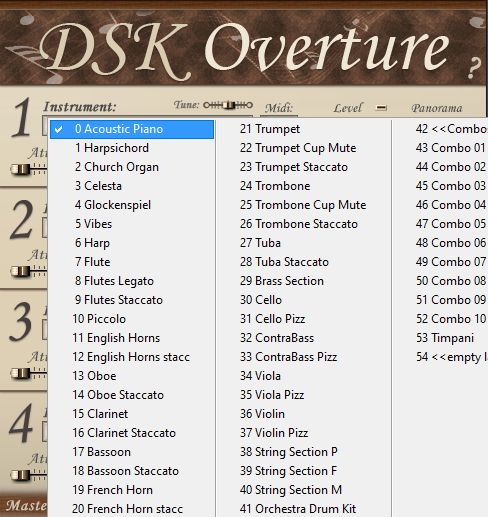 DSK Overture
?
1 Instrument: Tune: Midi: Level Panorama
✓ 0 Acoustic Piano
1 Harpsichord
2 Church Organ
3 Celesta
4 Glockenspiel
5 Vibes
6 Harp
7 Flute
8 Flutes Legato
9 Flutes Staccato
10 Piccolo
11 English Horns
12 English Horns stacc
13 Oboe
14 Oboe Staccato
15 Clarinet
16 Clarinet Staccato
17 Bassoon
18 Bassoon Staccato
19 French Horn
20 French Horn stacc
21 Trumpet
22 Trumpet Cup Mute
23 Trumpet Staccato
24 Trombone
25 Trombone Cup Mute
26 Trombone Staccato
27 Tuba
28 Tuba Staccato
29 Brass Section
30 Cello
31 Cello Pizz
32 ContraBass
33 ContraBass Pizz
34 Viola
35 Viola Pizz
36 Violin
37 Violin Pizz
38 String Section P
39 String Section F
40 String Section M
41 Orchestra Drum Kit
42 <<Combo
43 Combo 01
44 Combo 02
45 Combo 03
46 Combo 04
47 Combo 05
48 Combo 06
49 Combo 07
50 Combo 08
51 Combo 09
52 Combo 10
53 Timpani
54 <<empty
2
3
4